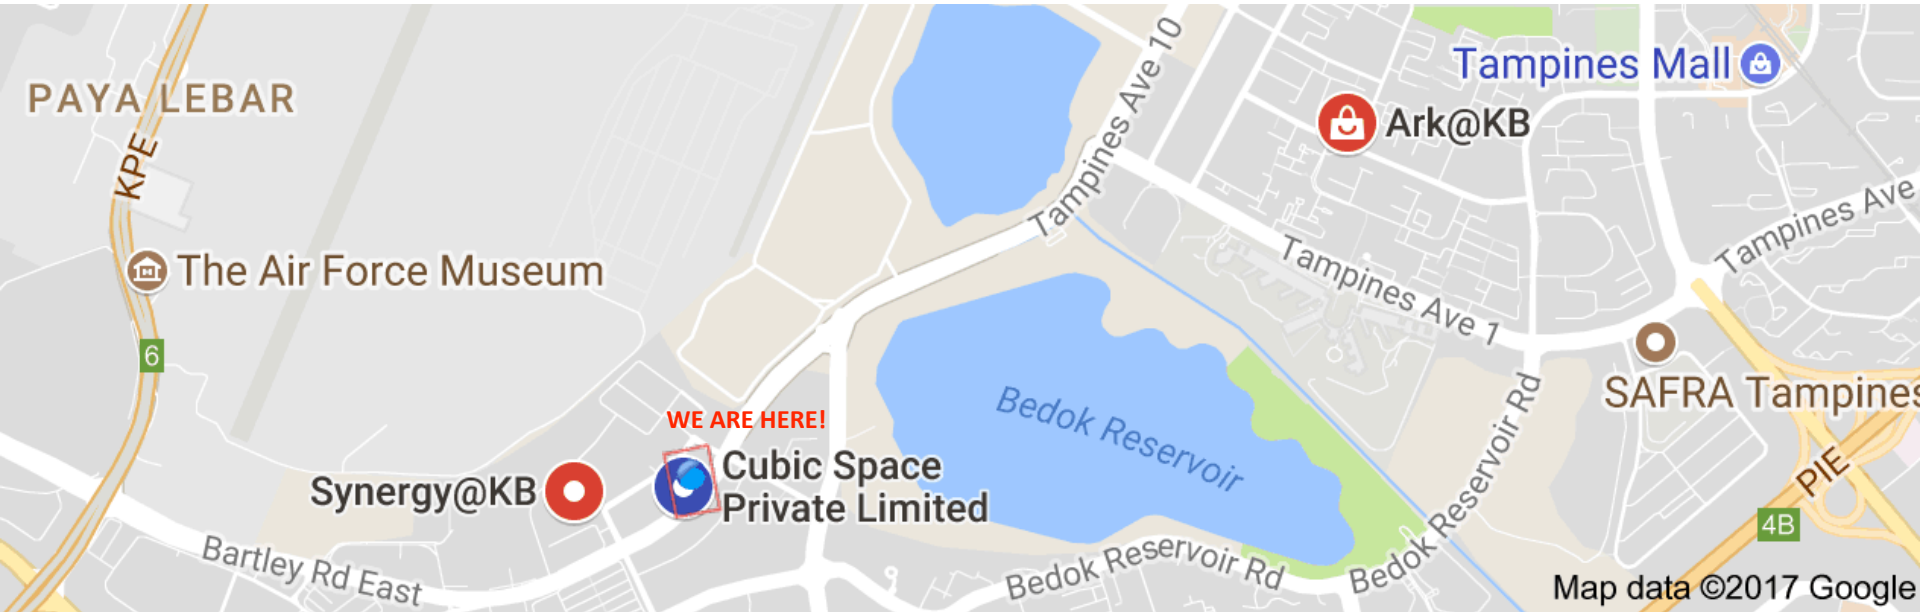 Tampines Ave 10
Tampines Mall
PAYA LEBAR
Ark@KB
KPE
Tampines Ave
The Air Force Museum
Tampines Ave 1
6
SAFRA Tampines
Bedok Reservoir
WE ARE HERE!
Bedok Reservoir Rd
Cubic Space
Private Limited
Synergy@KB
PIE
4B
Bartley Rd East
Bedok Reservoir Rd
Map data ©2017 Google